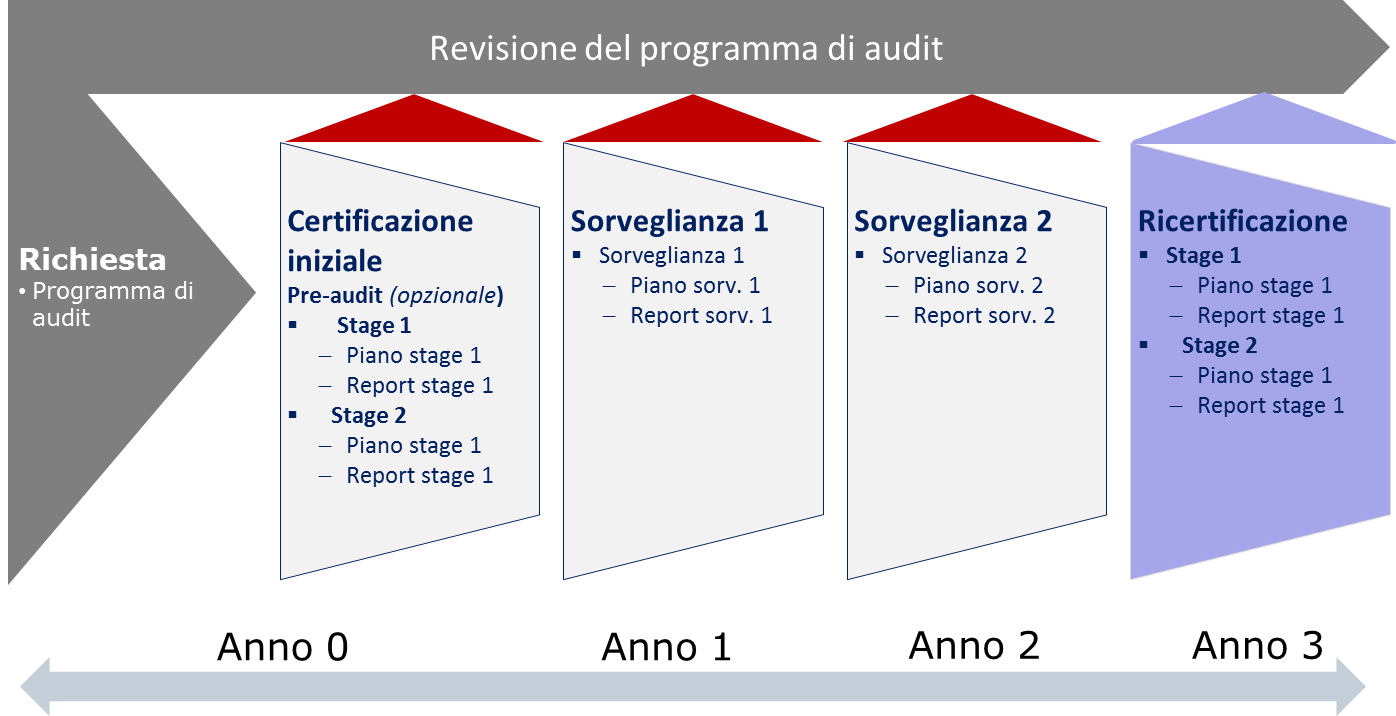 Revisione del programma di audit
Richiesta
• Programma di
audit
Certificazione
iniziale
Pre-audit (opzionale)
▪ Stage 1
– Piano stage 1
– Report stage 1
▪ Stage 2
– Piano stage 1
– Report stage 1
Sorveglianza 1
▪ Sorveglianza 1
– Piano sorv. 1
– Report sorv. 1
Sorveglianza 2
▪ Sorveglianza 2
– Piano sorv. 2
– Report sorv. 2
Ricertificazione
▪ Stage 1
– Piano stage 1
– Report stage 1
▪ Stage 2
– Piano stage 1
– Report stage 1
Anno 0
Anno 1
Anno 2
Anno 3